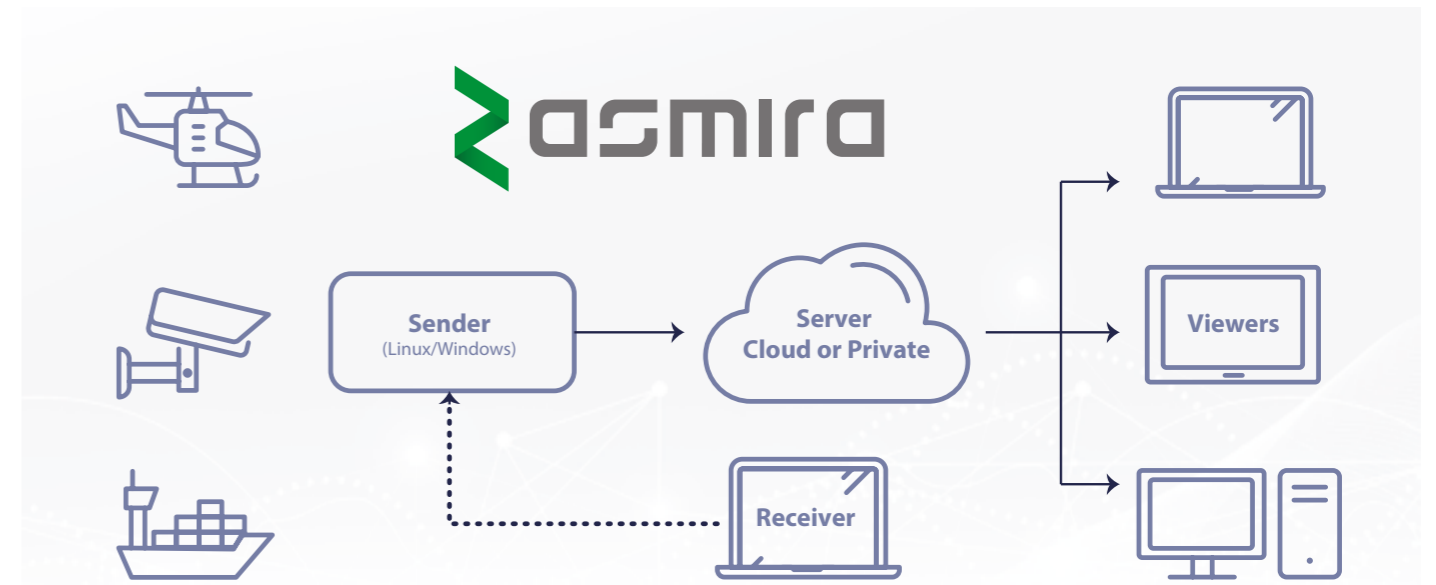 asmira
Sender
(Linux/Windows)
Server
Cloud or Private
Viewers
Receiver